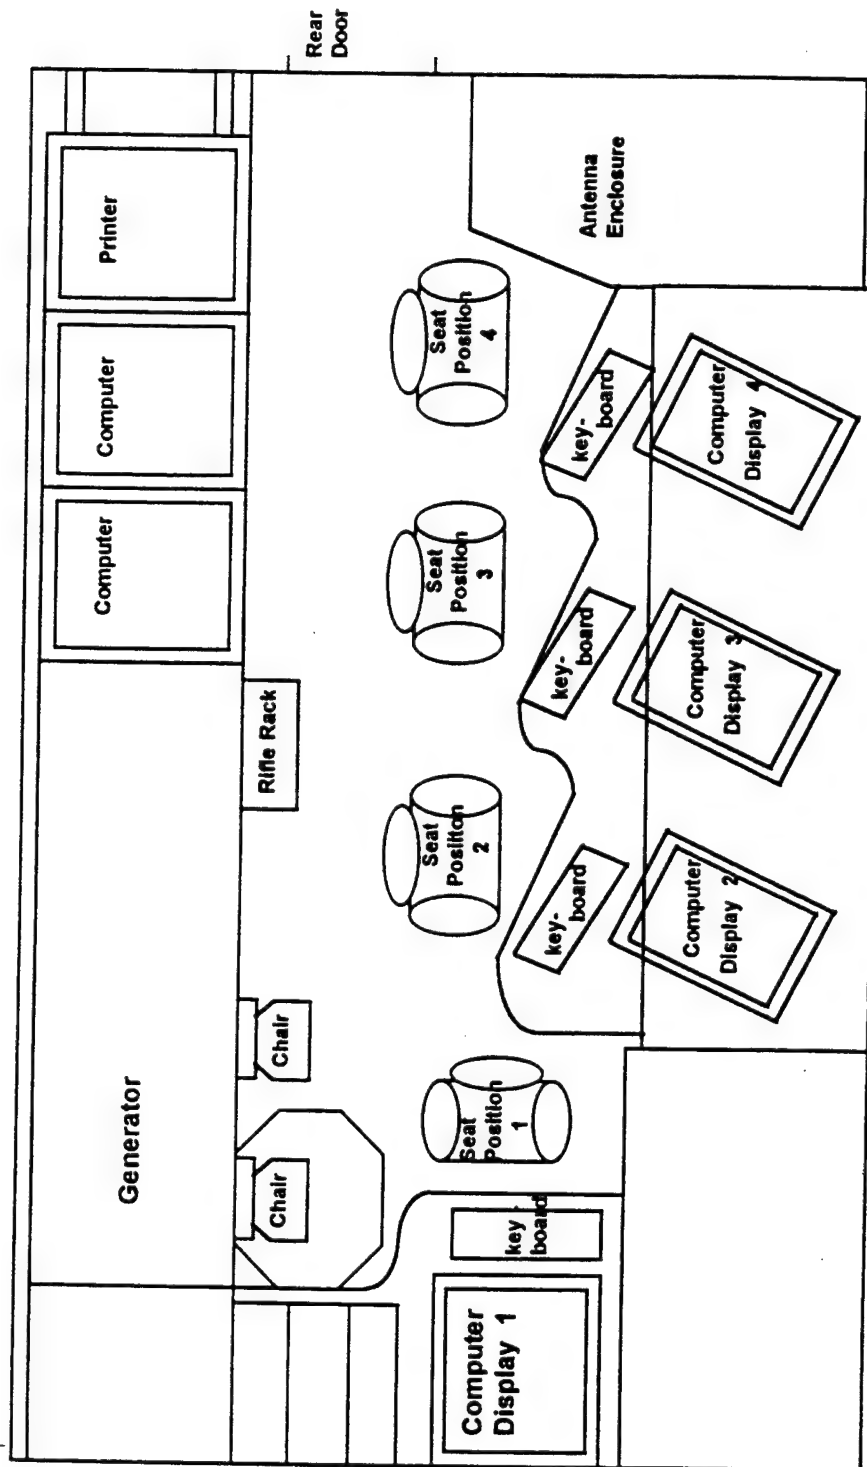 Generator
Computer
Computer
Printer
Rear
Door
Chair
Chair
Rifle Rack
Seat
Position
1
Seat
Position
2
Seat
Position
3
Seat
Position
4
Computer
Display 1
key-
board
key-
board
key-
board
key-
board
Antenna
Enclosure
Computer
Display 2
Computer
Display 3
Computer
Display 4